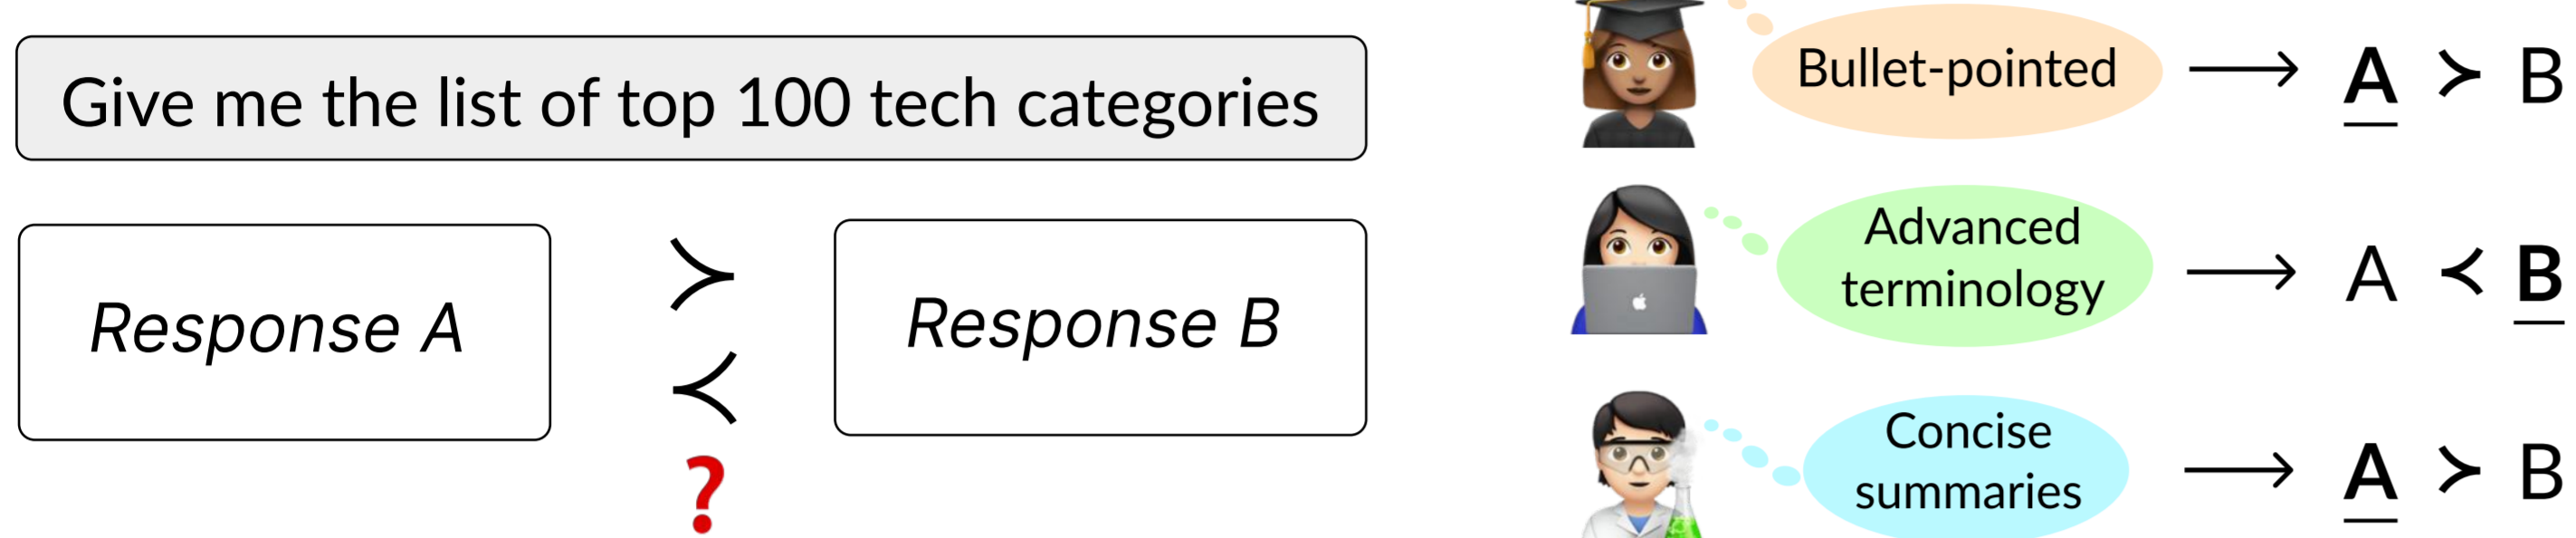 Give me the list of top 100 tech categories
Response A
≻
≺
?
Response B
Bullet-pointed
A ≻ B
Advanced
terminology
A ≺ B
Concise
summaries
A ≻ B